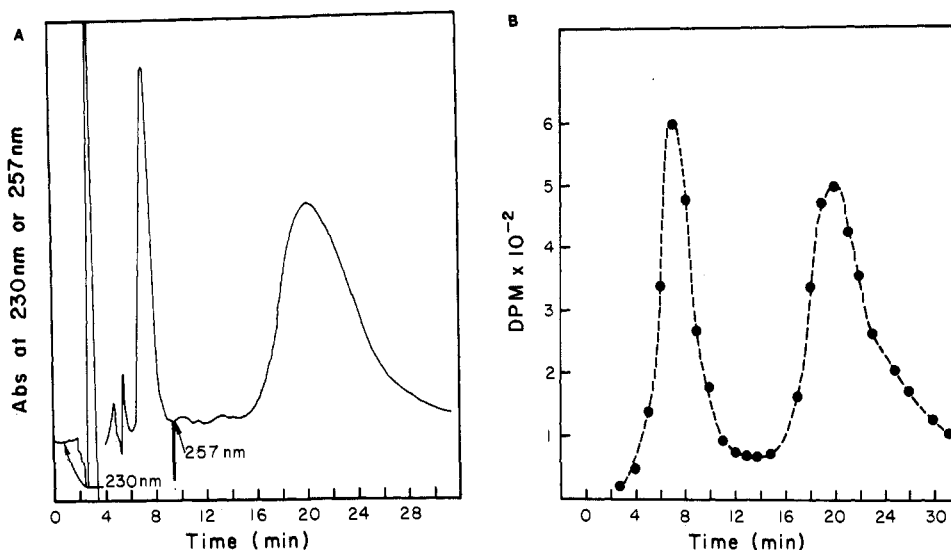 A
Abs at 230nm or 257nm
257nm
230nm
0 4 8 12 16 20 24 28
Time (min)
B
DPM x 10-2
6
5
4
3
2
1
0 4 8 12 16 20 24 30
Time (min)